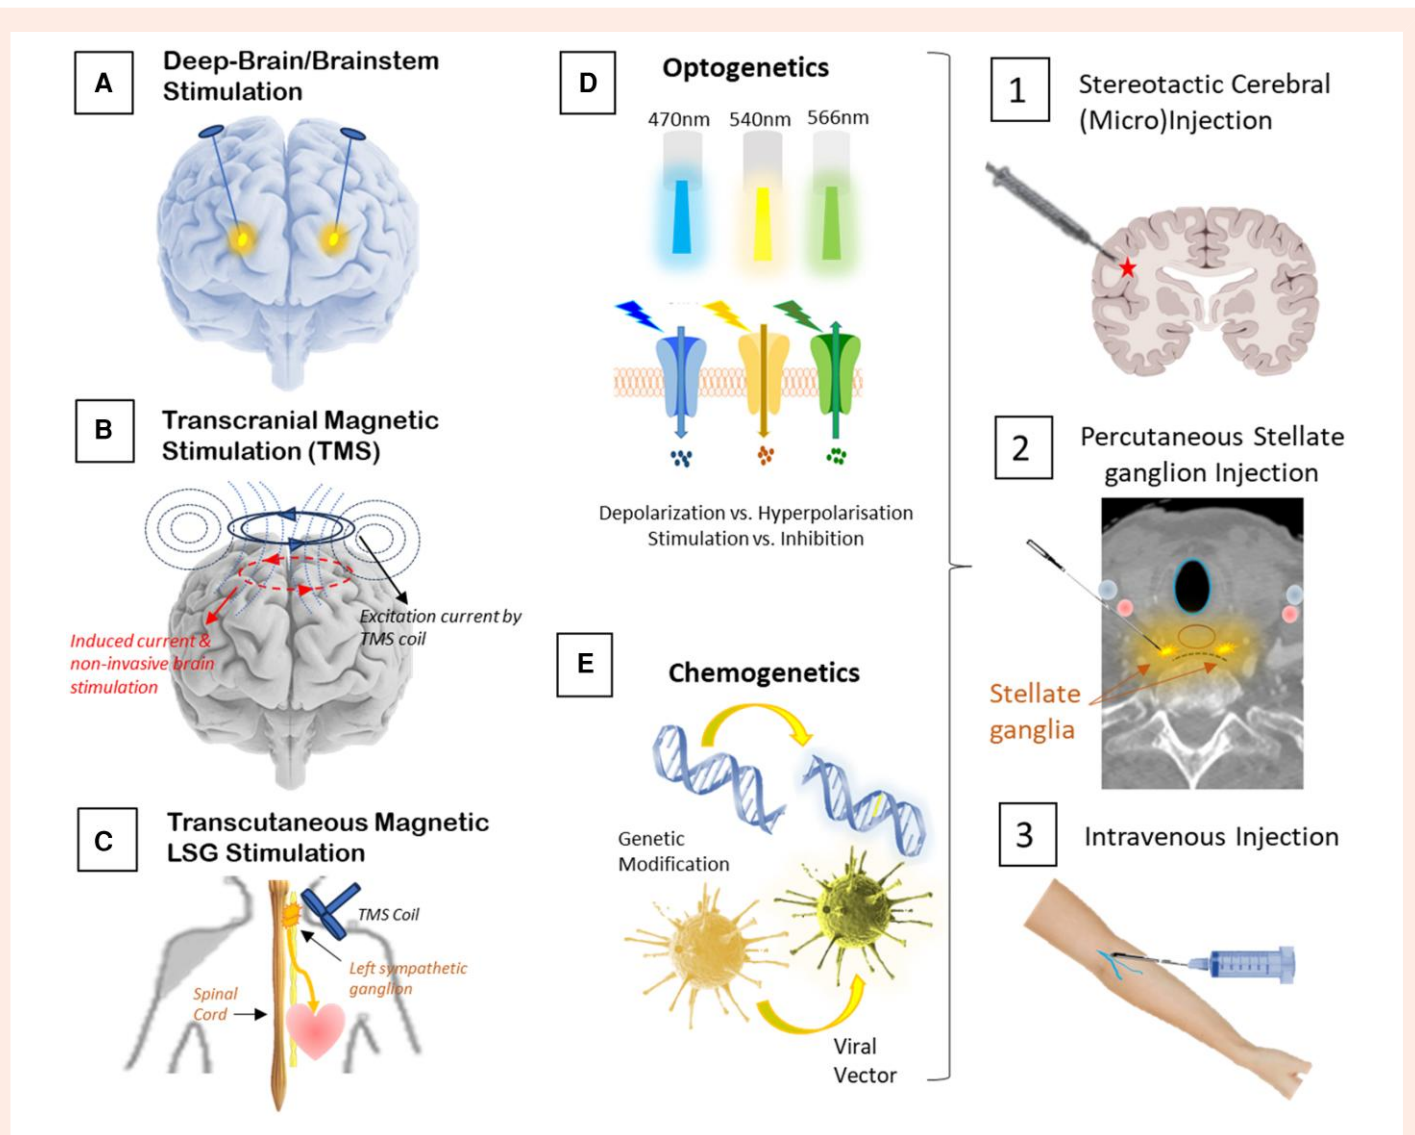 A
Deep-Brain/Brainstem
Stimulation
B
Transcranial Magnetic
Stimulation (TMS)
Excitation current by
TMS coil
Induced current &
non-invasive brain
stimulation
C
Transcutaneous Magnetic
LSG Stimulation
TMS Coil
Left sympathetic
ganglion
Spinal
Cord
D
Optogenetics
470nm 540nm 566nm
Depolarization vs. Hyperpolarisation
Stimulation vs. Inhibition
E
Chemogenetics
Genetic
Modification
Viral
Vector
1
Stereotactic Cerebral
(Micro)Injection
2
Percutaneous Stellate
ganglion Injection
Stellate
ganglia
3
Intravenous Injection